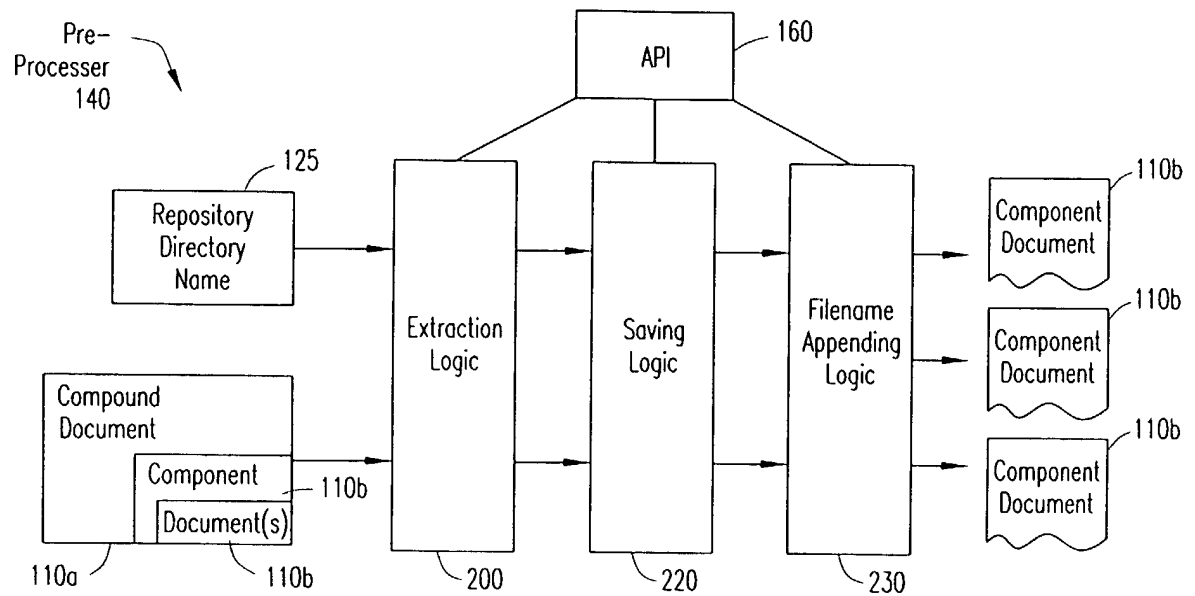 Pre-
Processer
140
API
160
125
Repository
Directory
Name
Compound
Document
Component
110b
Document(s)
110a
110b
Extraction
Logic
200
Saving
Logic
220
Filename
Appending
Logic
230
110b
Component
Document
110b
Component
Document
110b
Component
Document